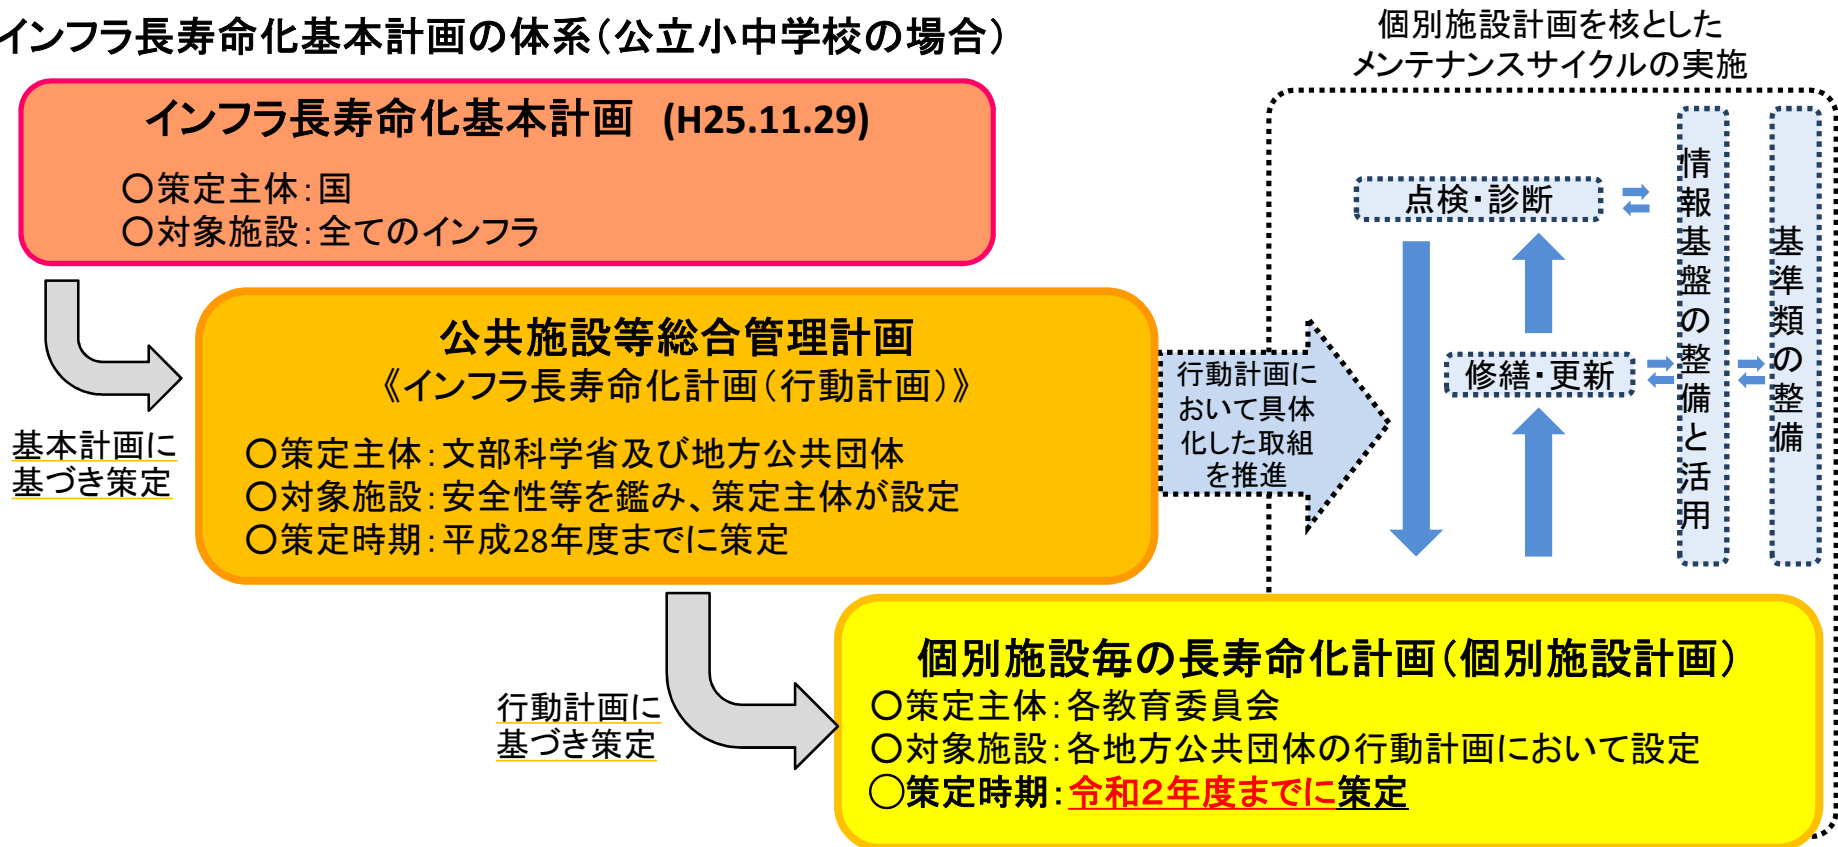 インフラ長寿命化基本計画の体系（公立小中学校の場合）
インフラ長寿命化基本計画 (H25.11.29)
○策定主体：国
○対象施設：全てのインフラ
基本計画に
基づき策定
公共施設等総合管理計画
《インフラ長寿命化計画（行動計画）》
○策定主体：文部科学省及び地方公共団体
○対象施設：安全性等を鑑み、策定主体が設定
○策定時期：平成28年度までに策定
行動計画に
おいて具体
化した取組
を推進
個別施設計画を核とした
メンテナンスサイクルの実施
点検・診断
修繕・更新
情報基盤の整備と活用
基準類の整備
行動計画に
基づき策定
個別施設毎の長寿命化計画（個別施設計画）
○策定主体：各教育委員会
○対象施設：各地方公共団体の行動計画において設定
○策定時期：令和２年度までに策定